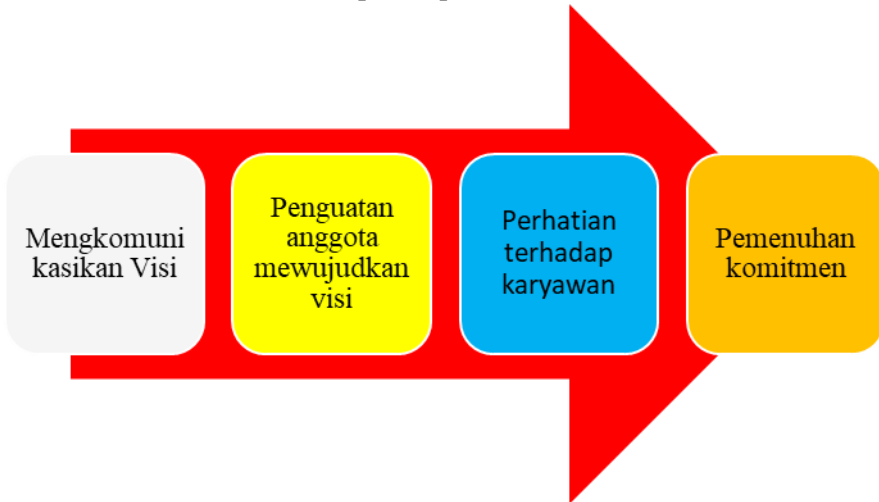 Mengkomuni
kasikan Visi
Penguatan
anggota
mewujudkan
visi
Perhatian
terhadap
karyawan
Pemenuhan
komitmen